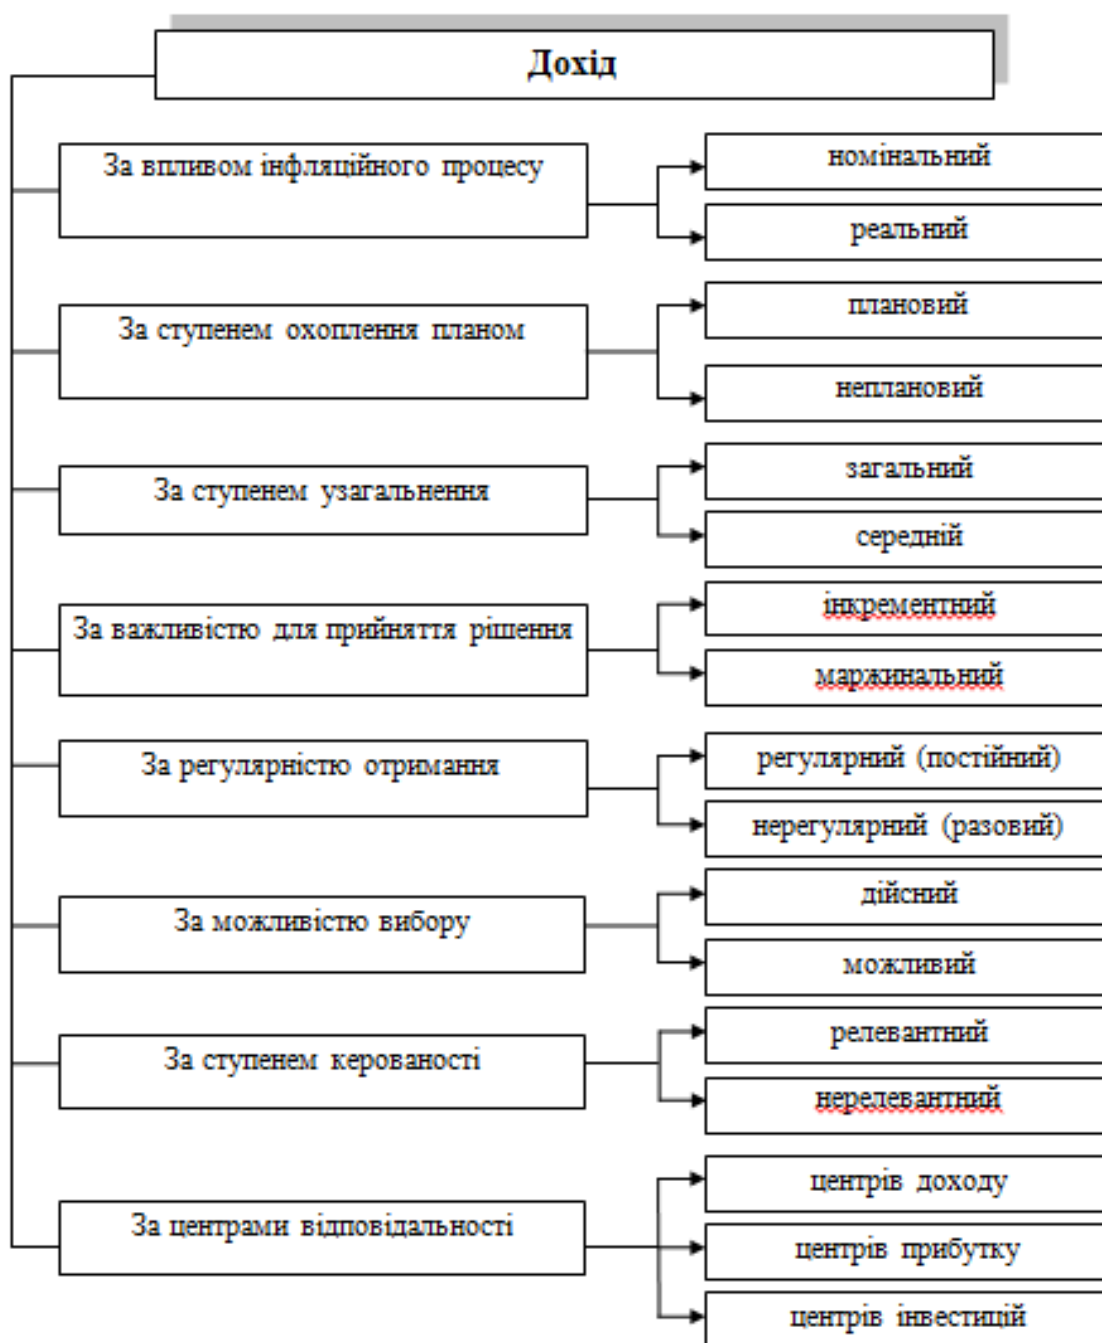 Дохід
За впливом інфляційного процесу
номінальний
реальний
За ступенем охоплення планом
плановий
неплановий
За ступенем узагальнення
загальний
середній
За важливістю для прийняття рішення
інкрементний
маржинальний
За регулярністю отримання
регулярний (постійний)
нерегулярний (разовий)
За можливістю вибору
дійсний
можливий
За ступенем керованості
релевантний
нерелевантний
За центрами відповідальності
центрів доходу
центрів прибутку
центрів інвестицій